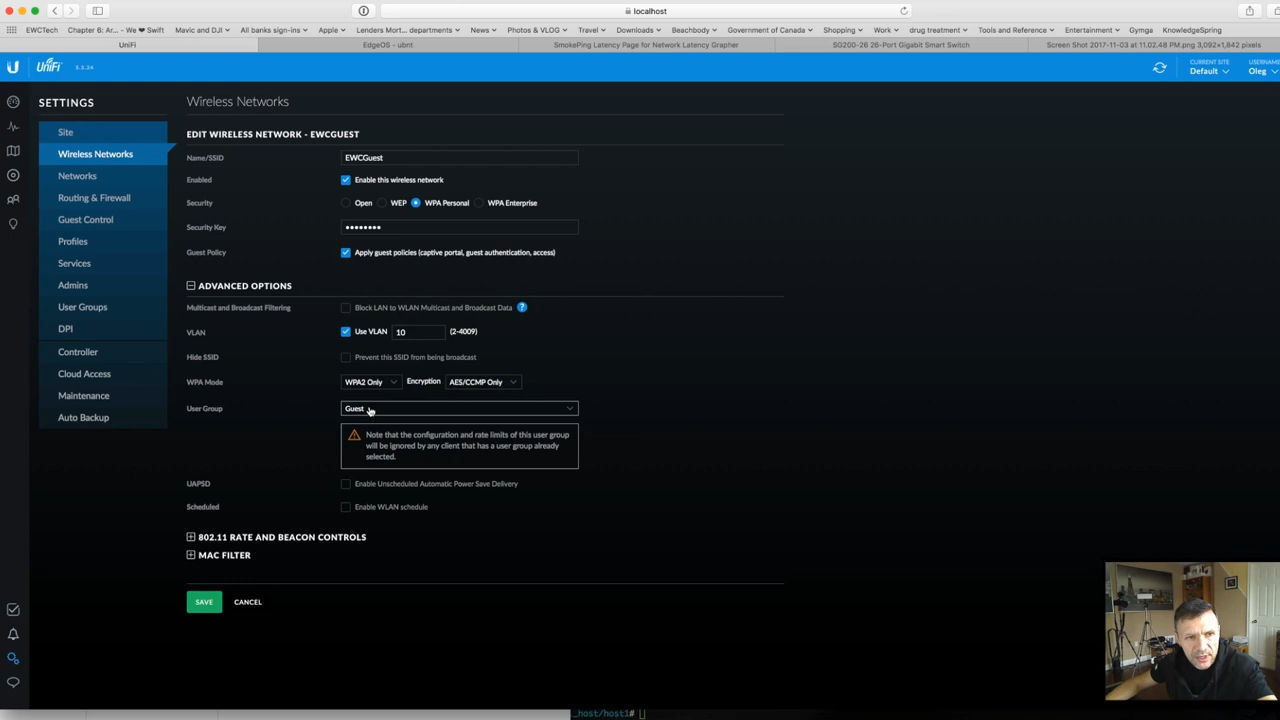 localhost
EWCTech
Chapter 6: Ar... - We ❤ Swift
Mavic and DJI
All banks sign-ins
Apple
Lenders Mort... departments
News
Photos & VLOG
Travel
Downloads
Beachbody
Government of Canada
Shopping
Work
drug treatment
Tools and Reference
Entertainment
Gymga
KnowledgeSpring
UniFi
EdgeOS - ubnt
SmokePing Latency Page for Network Latency Grapher
SG200-26 26-Port Gigabit Smart Switch
Screen Shot 2017-11-03 at 11.02.48 PM.png 3,092×1,842 pixels
U
UniFi
CURRENT SITE
Default
USERNAME
Oleg
SETTINGS
Site
Wireless Networks
Networks
Routing & Firewall
Guest Control
Profiles
Services
Admins
User Groups
DPI
Controller
Cloud Access
Maintenance
Auto Backup
Wireless Networks
EDIT WIRELESS NETWORK - EWCGUEST
Name/SSID
EWCGuest
Enabled
Enable this wireless network
Security
Open
WEP
WPA Personal
WPA Enterprise
Security Key
••••••••
Guest Policy
Apply guest policies (captive portal, guest authentication, access)
ADVANCED OPTIONS
Multicast and Broadcast Filtering
Block LAN to WLAN Multicast and Broadcast Data
?
VLAN
Use VLAN
10
(2-4009)
Hide SSID
Prevent this SSID from being broadcast
WPA Mode
WPA2 Only
Encryption
AES/CCMP Only
User Group
Guest
Note that the configuration and rate limits of this user group
will be ignored by any client that has a user group already
selected.
UAPSD
Enable Unscheduled Automatic Power Save Delivery
Scheduled
Enable WLAN schedule
802.11 RATE AND BEACON CONTROLS
MAC FILTER
SAVE
CANCEL
_host/host1#